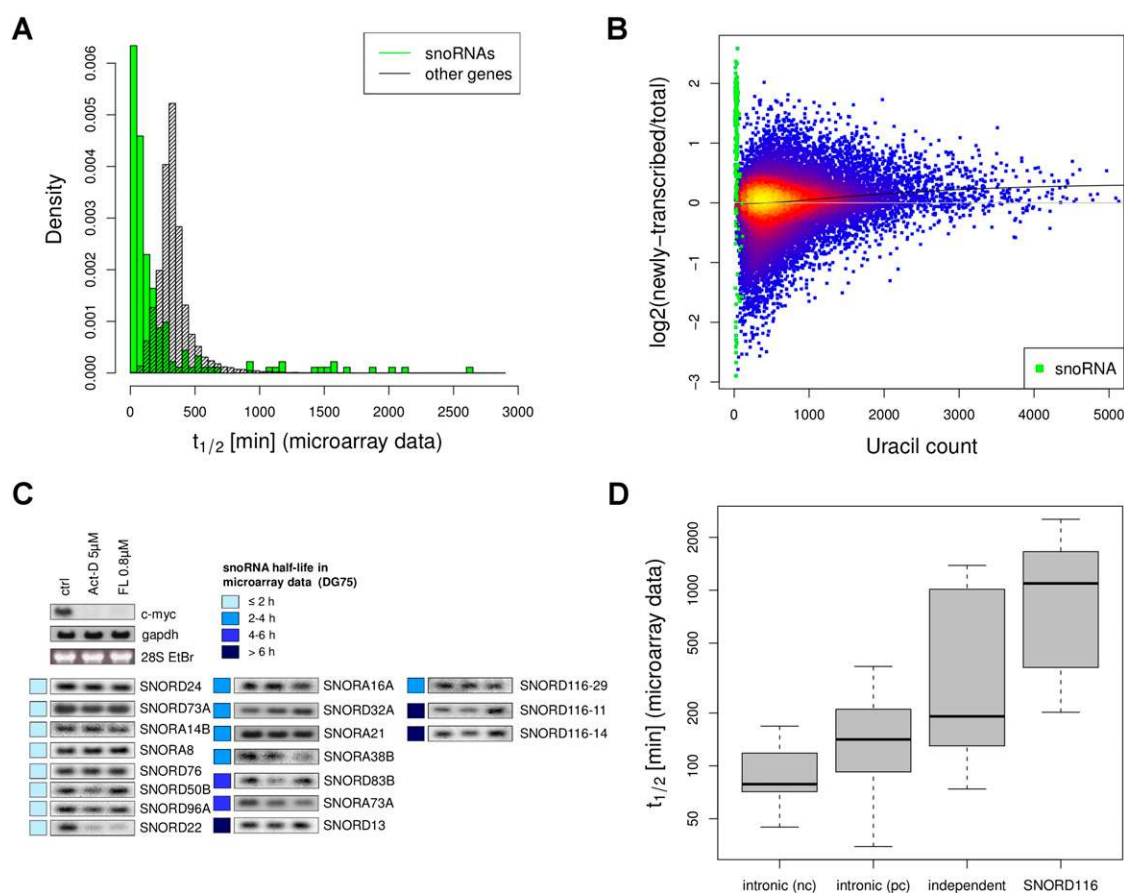 A
snoRNAs
other genes
Density
0.000
0.001
0.002
0.003
0.004
0.005
0.006
0
500
1000
1500
2000
2500
3000
t1/2 [min] (microarray data)
B
log2(newly-transcribed/total)
2
1
0
-1
-2
-3
snoRNA
0
1000
2000
3000
4000
5000
Uracil count
C
ctrl
Act-D 5µM
FL 0.8µM
c-myc
gapdh
28S EtBr
snoRNA half-life in
microarray data (DG75)
≤ 2 h
2-4 h
4-6 h
> 6 h
SNORD24
SNORD73A
SNORA14B
SNORA8
SNORD76
SNORD50B
SNORD96A
SNORD22
SNORA16A
SNORD32A
SNORA21
SNORA38B
SNORD83B
SNORA73A
SNORD13
SNORD116-29
SNORD116-11
SNORD116-14
D
t1/2 [min] (microarray data)
2000
1000
500
200
100
50
intronic (nc)
intronic (pc)
independent
SNORD116